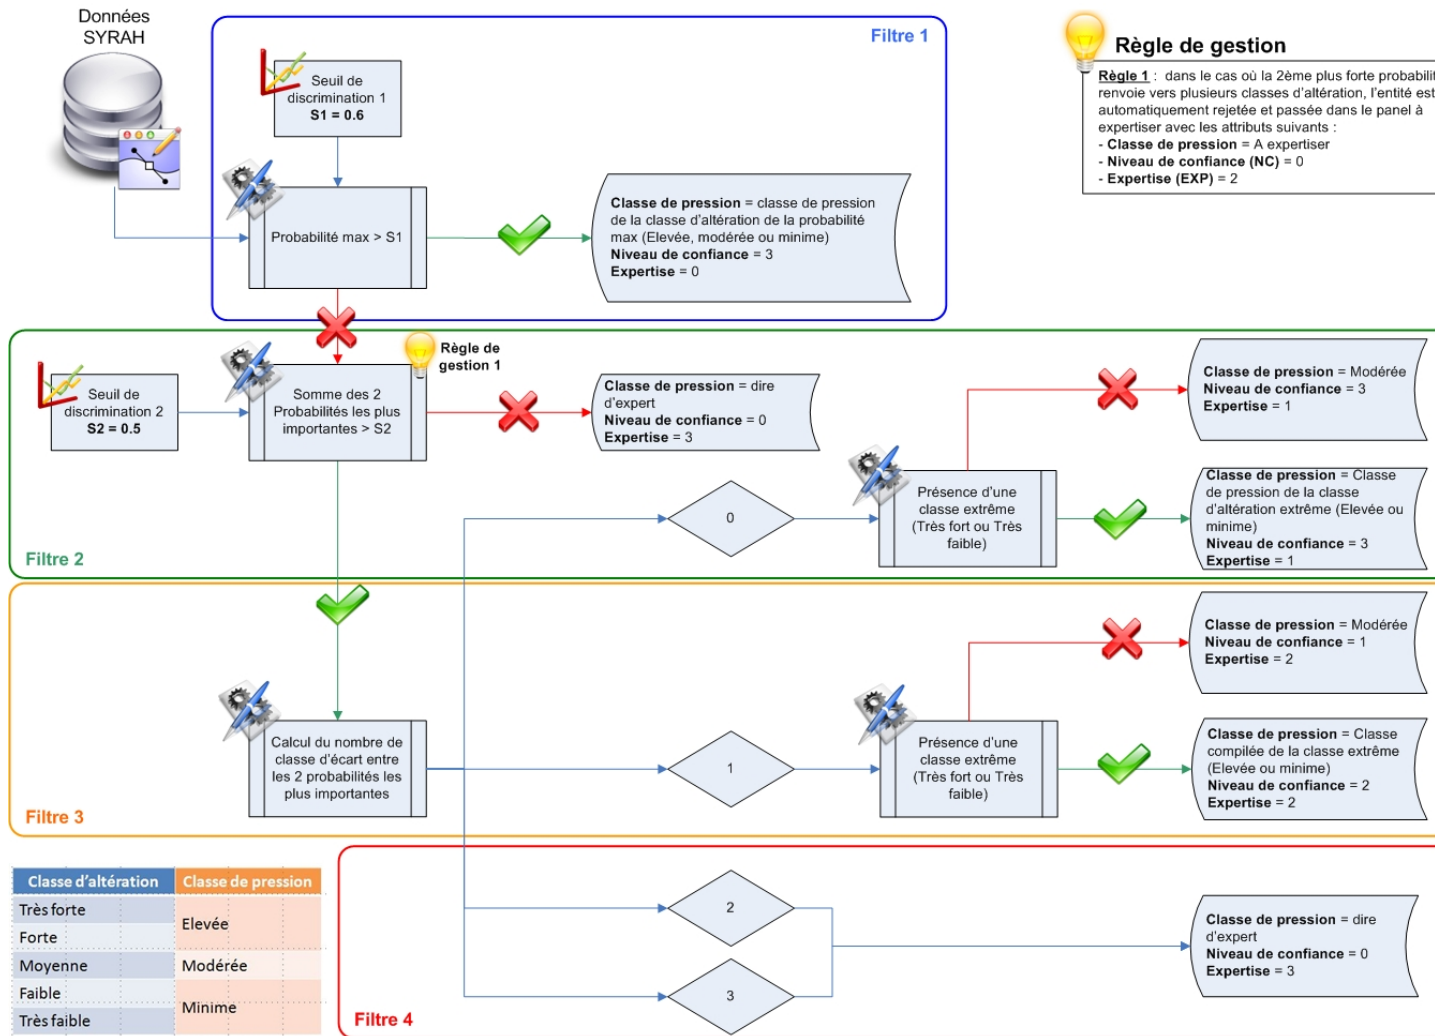 Données
SYRAH
Filtre 1
Seuil de
discrimination 1
S1 = 0.6
Probabilité max > S1
Classe de pression = classe de pression
de la classe d'altération de la probabilité
max (Elevée, modérée ou minime)
Niveau de confiance = 3
Expertise = 0
Règle de gestion
Règle 1 : dans le cas où la 2ème plus forte probabilit
renvoie vers plusieurs classes d'altération, l'entité est
automatiquement rejetée et passée dans le panel à
expertiser avec les attributs suivants :
- Classe de pression = A expertiser
- Niveau de confiance (NC) = 0
- Expertise (EXP) = 2
Seuil de
discrimination 2
S2 = 0.5
Somme des 2
Probabilités les plus
importantes > S2
Règle de
gestion 1
Classe de pression = dire
d'expert
Niveau de confiance = 0
Expertise = 3
Classe de pression = Modérée
Niveau de confiance = 3
Expertise = 1
0
Présence d'une
classe extrême
(Très fort ou Très
faible)
Classe de pression = Classe
de pression de la classe
d'altération extrême (Elevée ou
minime)
Niveau de confiance = 3
Expertise = 1
Filtre 2
Classe de pression = Modérée
Niveau de confiance = 1
Expertise = 2
Calcul du nombre de
classe d'écart entre
les 2 probabilités les
plus importantes
1
Présence d'une
classe extrême
(Très fort ou Très
faible)
Classe de pression = Classe
compilée de la classe extrême
(Elevée ou minime)
Niveau de confiance = 2
Expertise = 2
Filtre 3
Classe d'altération Classe de pression
Très forte
Elevée
Forte
Moyenne Modérée
Faible
Minime
Très faible
2
3
Classe de pression = dire
d'expert
Niveau de confiance = 0
Expertise = 3
Filtre 4